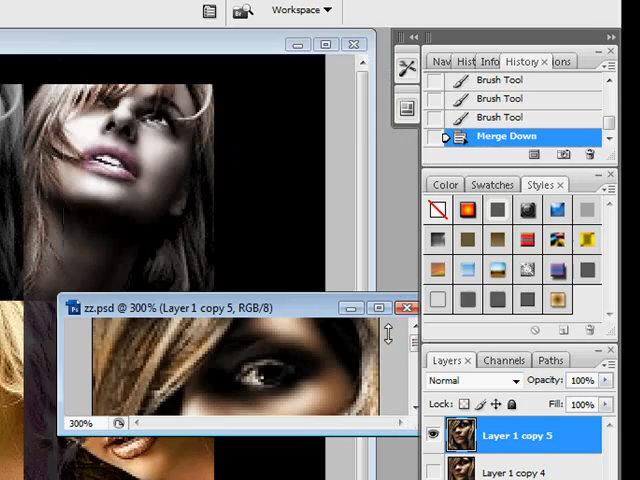 Workspace
Nav
Hist
Info
History
ions
Brush Tool
Brush Tool
Brush Tool
Merge Down
Color
Swatches
Styles
zz.psd @ 300% (Layer 1 copy 5, RGB/8)
300%
Layers
Channels
Paths
Normal
Opacity: 100%
Lock:
Fill: 100%
Layer 1 copy 5
Layer 1 copy 4